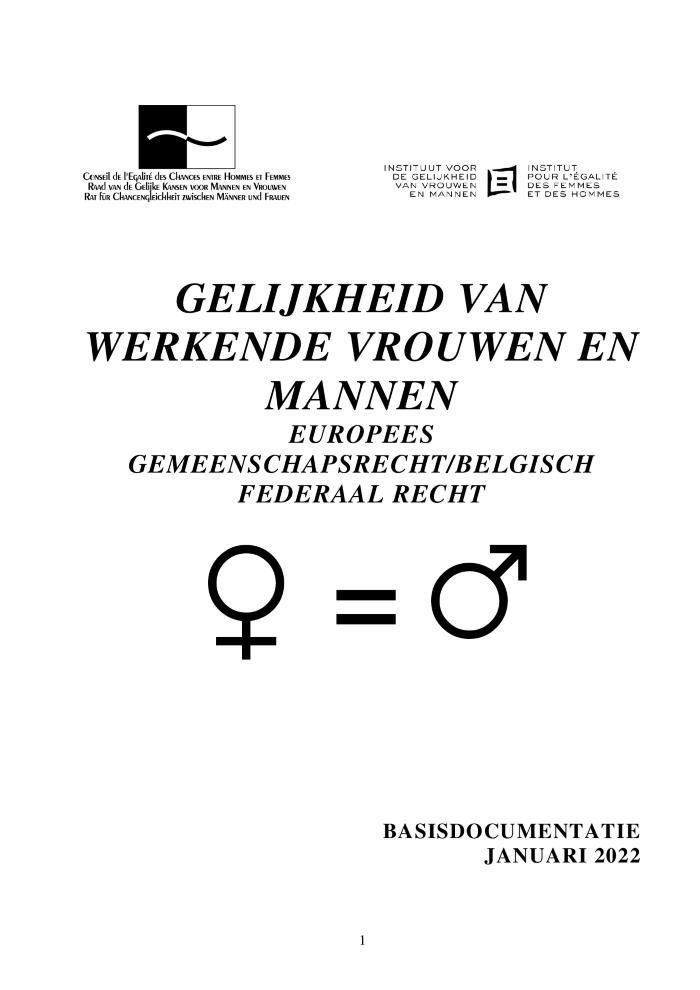 Conseil de l'Egalité des Chances entre Hommes et Femmes
Raad van de Gelijke Kansen voor Mannen en Vrouwen
Rat für Chancengleichheit zwischen Männer und Frauen
INSTITUUT VOOR
DE GELIJKHEID
VAN VROUWEN
EN MANNEN
INSTITUT
POUR L'ÉGALITÉ
DES FEMMES
ET DES HOMMES
GELIJKHEID VAN
WERKENDE VROUWEN EN
MANNEN
EUROPEES
GEMEENSCHAPSRECHT/BELGISCH
FEDERAAL RECHT
♀ = ♂
BASISDOCUMENTATIE
JANUARI 2022
1